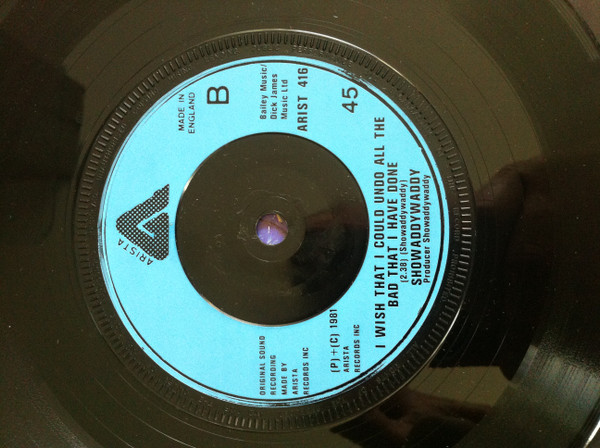 ARISTA
MADE IN
ENGLAND
B
Bailey Music/
Dick James
Music Ltd
ARIST 416
45
ORIGINAL SOUND
RECORDING
MADE BY
ARISTA
RECORDS INC
(P)+(C) 1981
ARISTA
RECORDS INC
I WISH THAT I COULD UNDO ALL THE
BAD THAT I HAVE DONE
(2.38) (Showaddywaddy)
SHOWADDYWADDY
Producer Showaddywaddy